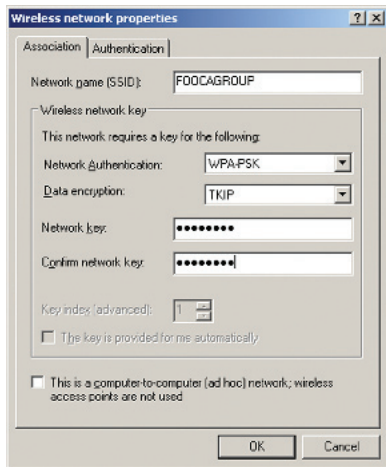 Wireless network properties
Association Authentication
Network name (SSID): FOOCAGROUP
Wireless network key
This network requires a key for the following:
Network Authentication: WPA-PSK
Data encryption: TKIP
Network key: ••••••••
Confirm network key: ••••••••
Key index (advanced): 1
The key is provided for me automatically
This is a computer-to-computer (ad hoc) network; wireless
access points are not used
OK Cancel